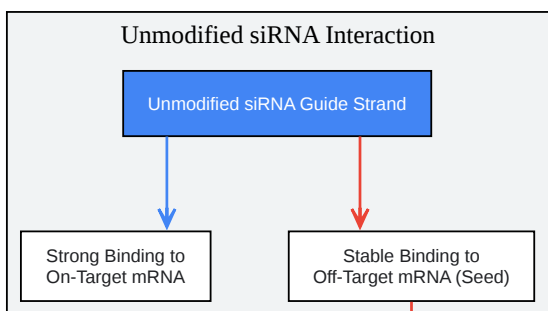 Unmodified siRNA Interaction
Unmodified siRNA Guide Strand
Strong Binding to
On-Target mRNA
Stable Binding to
Off-Target mRNA (Seed)